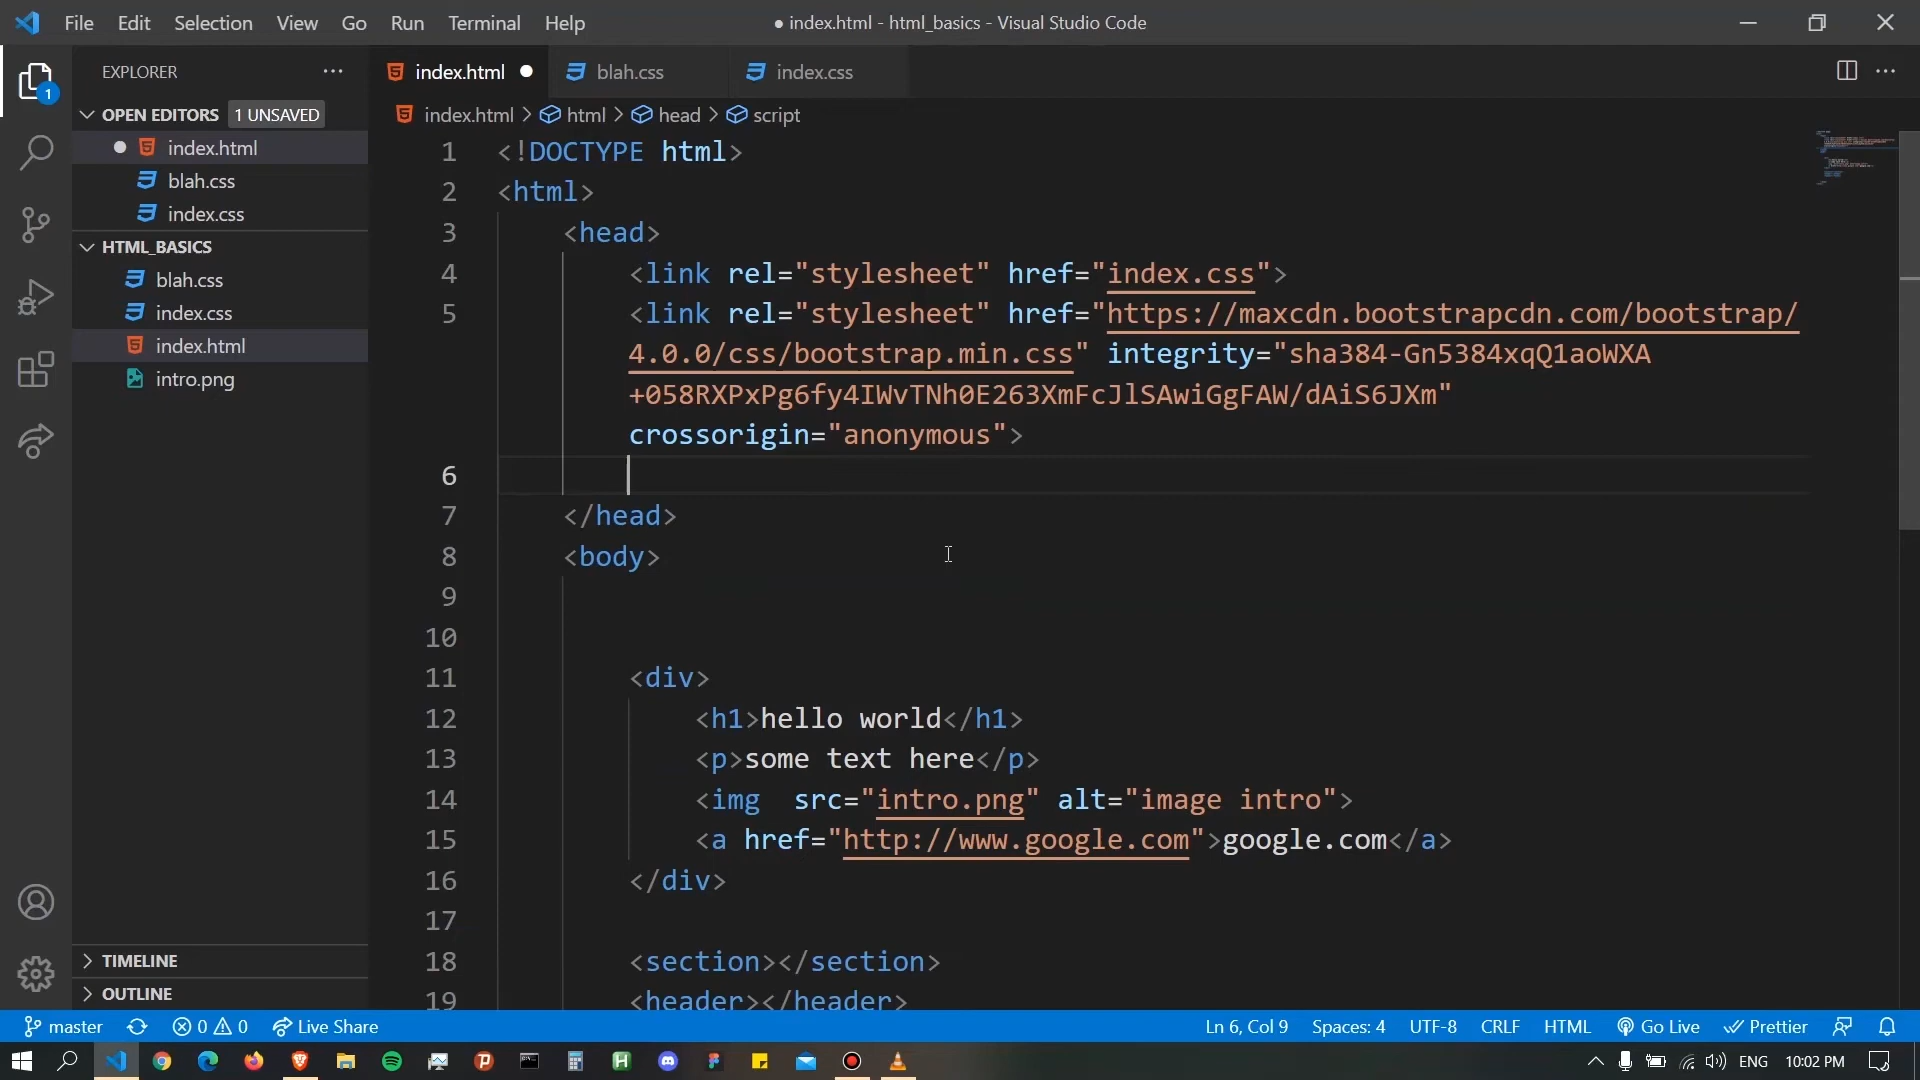 File Edit Selection View Go Run Terminal Help
● index.html - html_basics - Visual Studio Code
EXPLORER
OPEN EDITORS 1 UNSAVED
index.html
blah.css
index.css
HTML_BASICS
blah.css
index.css
index.html
intro.png
TIMELINE
OUTLINE
1
index.html
blah.css
index.css
index.html > html > head > script
1 <!DOCTYPE html>
2 <html>
3 <head>
4 <link rel="stylesheet" href="index.css">
5 <link rel="stylesheet" href="https://maxcdn.bootstrapcdn.com/bootstrap/
4.0.0/css/bootstrap.min.css" integrity="sha384-Gn5384xqQ1aoWXA
+058RXPxPg6fy4IWvTNh0E263XmFcJlSAwiGgFAW/dAiS6JXm"
crossorigin="anonymous">
6
7 </head>
8 <body>
9
10
11 <div>
12 <h1>hello world</h1>
13 <p>some text here</p>
14 <img  src="intro.png" alt="image intro">
15 <a href="http://www.google.com">google.com</a>
16 </div>
17
18 <section></section>
19 <header></header>
master 0 0 Live Share Ln 6, Col 9 Spaces: 4 UTF-8 CRLF HTML Go Live Prettier
ENG 10:02 PM